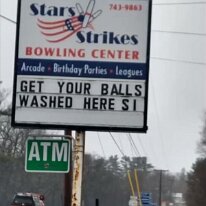 Stars
& Strikes
743-9863
BOWLING CENTER
Arcade • Birthday Parties • Leagues
GET YOUR BALLS
WASHED HERE $1
ATM